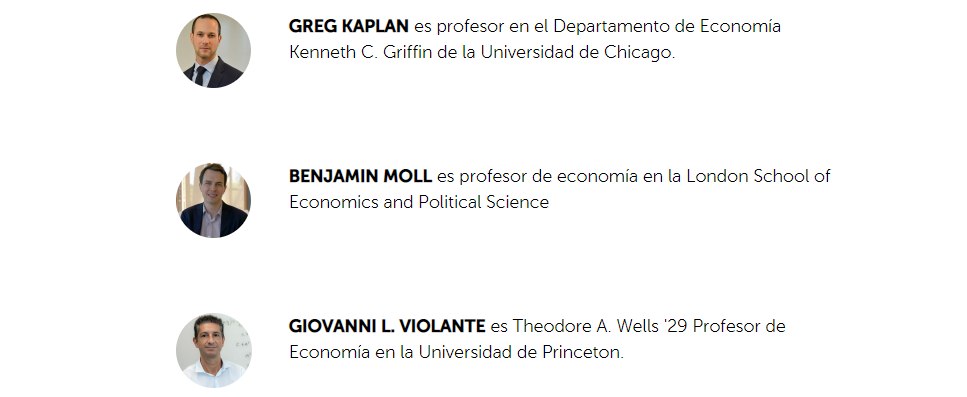 GREG KAPLAN es profesor en el Departamento de Economía
Kenneth C. Griffin de la Universidad de Chicago.
BENJAMIN MOLL es profesor de economía en la London School of
Economics and Political Science
GIOVANNI L. VIOLANTE es Theodore A. Wells '29 Profesor de
Economía en la Universidad de Princeton.